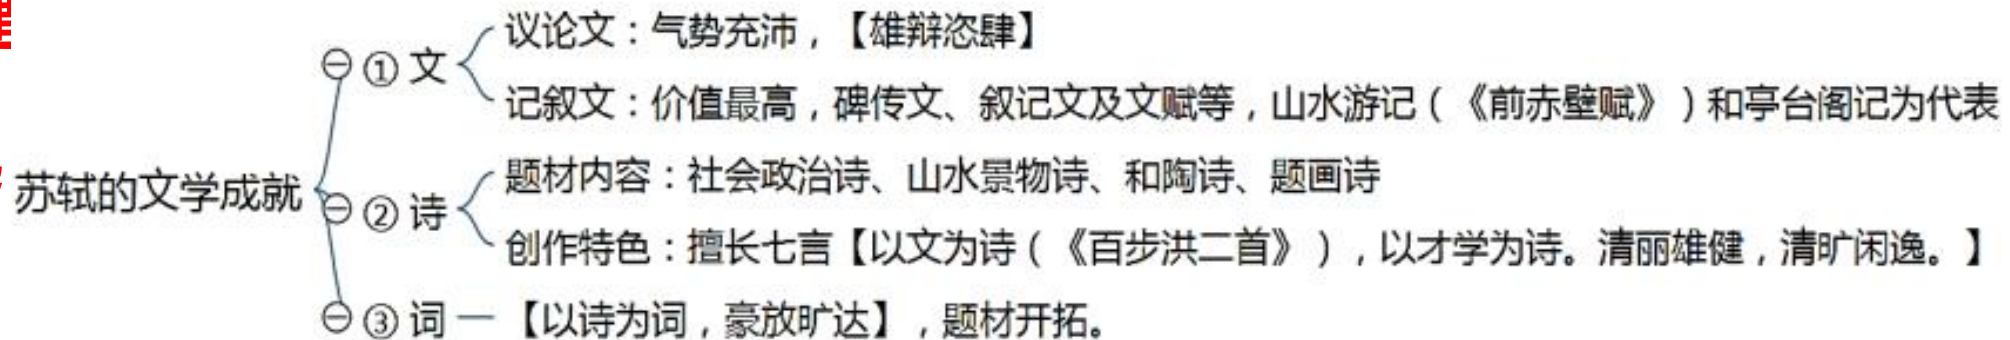 议论文：气势充沛，【雄辩恣肆】
① 文
记叙文：价值最高，碑传文、叙记文及文赋等，山水游记（《前赤壁赋》）和亭台阁记为代表
苏轼的文学成就
题材内容：社会政治诗、山水景物诗、和陶诗、题画诗
② 诗
创作特色：擅长七言【以文为诗（《百步洪二首》），以才学为诗。清丽雄健，清旷闲逸。】
③ 词
【以诗为词，豪放旷达】，题材开拓。